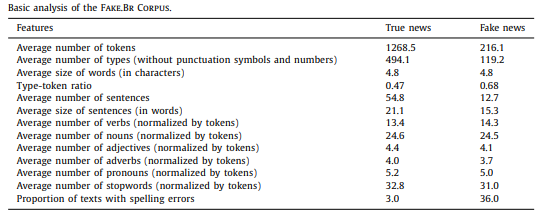 Basic analysis of the FAKE.BR CORPUS.
Features True news Fake news
Average number of tokens 1268.5 216.1
Average number of types (without punctuation symbols and numbers) 494.1 119.2
Average size of words (in characters) 4.8 4.8
Type-token ratio 0.47 0.68
Average number of sentences 54.8 12.7
Average size of sentences (in words) 21.1 15.3
Average number of verbs (normalized by tokens) 13.4 14.3
Average number of nouns (normalized by tokens) 24.6 24.5
Average number of adjectives (normalized by tokens) 4.4 4.1
Average number of adverbs (normalized by tokens) 4.0 3.7
Average number of pronouns (normalized by tokens) 5.2 5.0
Average number of stopwords (normalized by tokens) 32.8 31.0
Proportion of texts with spelling errors 3.0 36.0